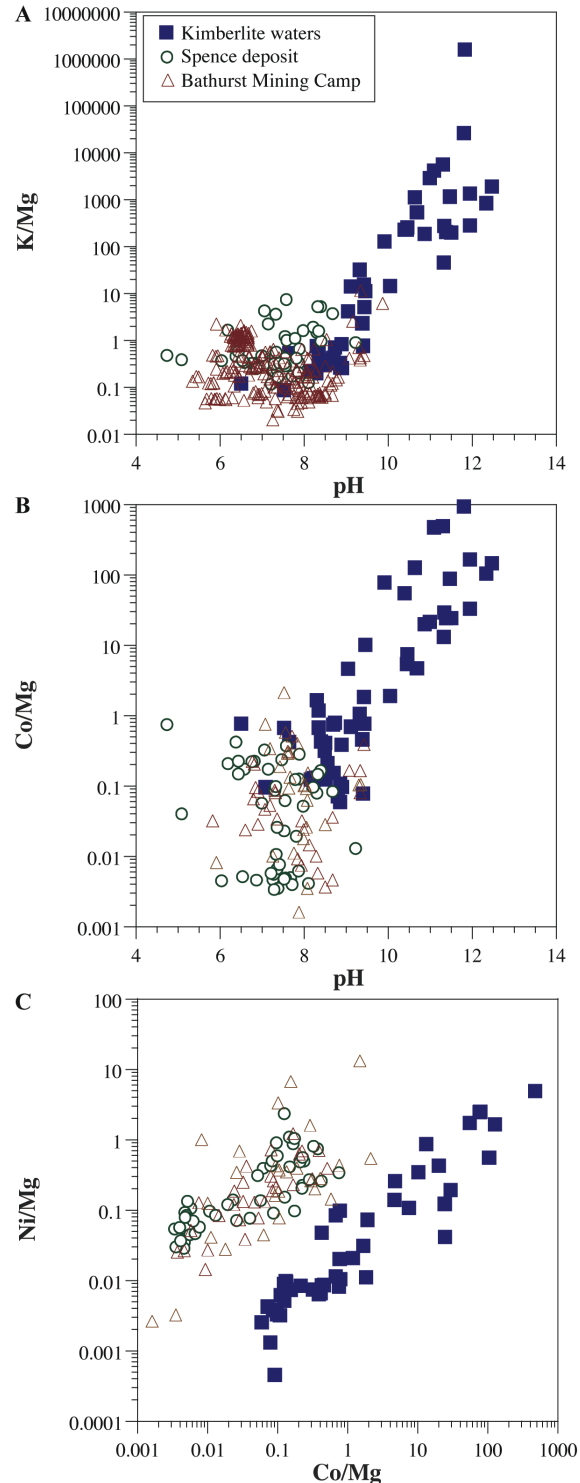 A
Kimberlite waters
Spence deposit
Bathurst Mining Camp
K/Mg
10000000
1000000
100000
10000
1000
100
10
1
0.1
0.01
4 6 8 10 12 14
pH
B
Co/Mg
1000
100
10
1
0.1
0.01
0.001
4 6 8 10 12 14
pH
C
Ni/Mg
100
10
1
0.1
0.01
0.001
0.0001
0.001 0.01 0.1 1 10 100 1000
Co/Mg